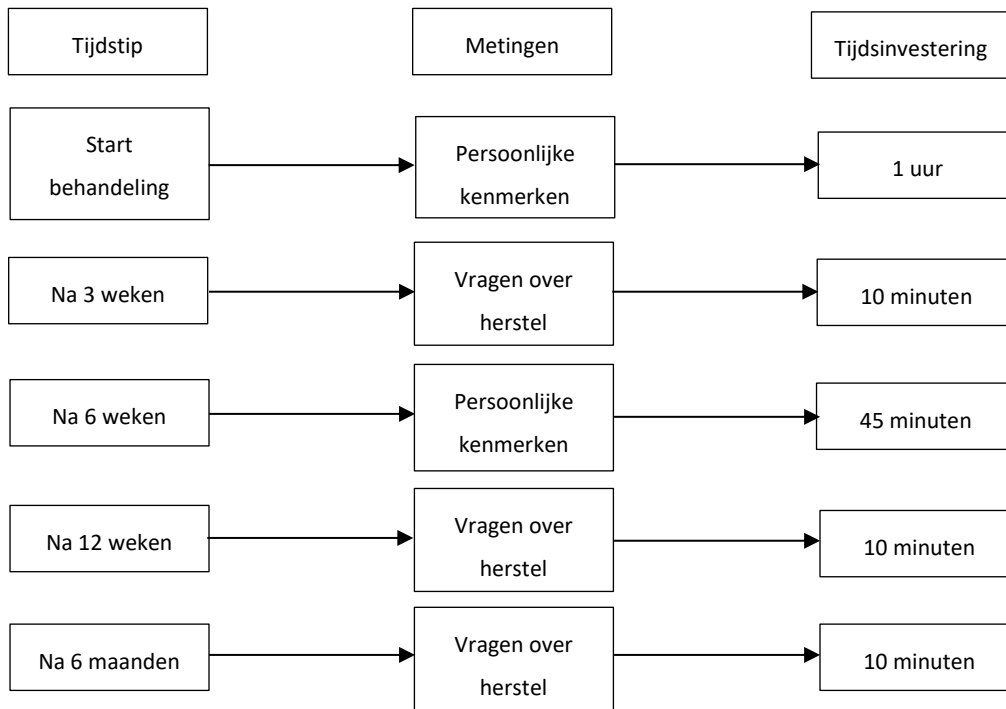 Tijdstip
Metingen
Tijdsinvestering
Start
behandeling
Persoonlijke
kenmerken
1 uur
Na 3 weken
Vragen over
herstel
10 minuten
Na 6 weken
Persoonlijke
kenmerken
45 minuten
Na 12 weken
Vragen over
herstel
10 minuten
Na 6 maanden
Vragen over
herstel
10 minuten